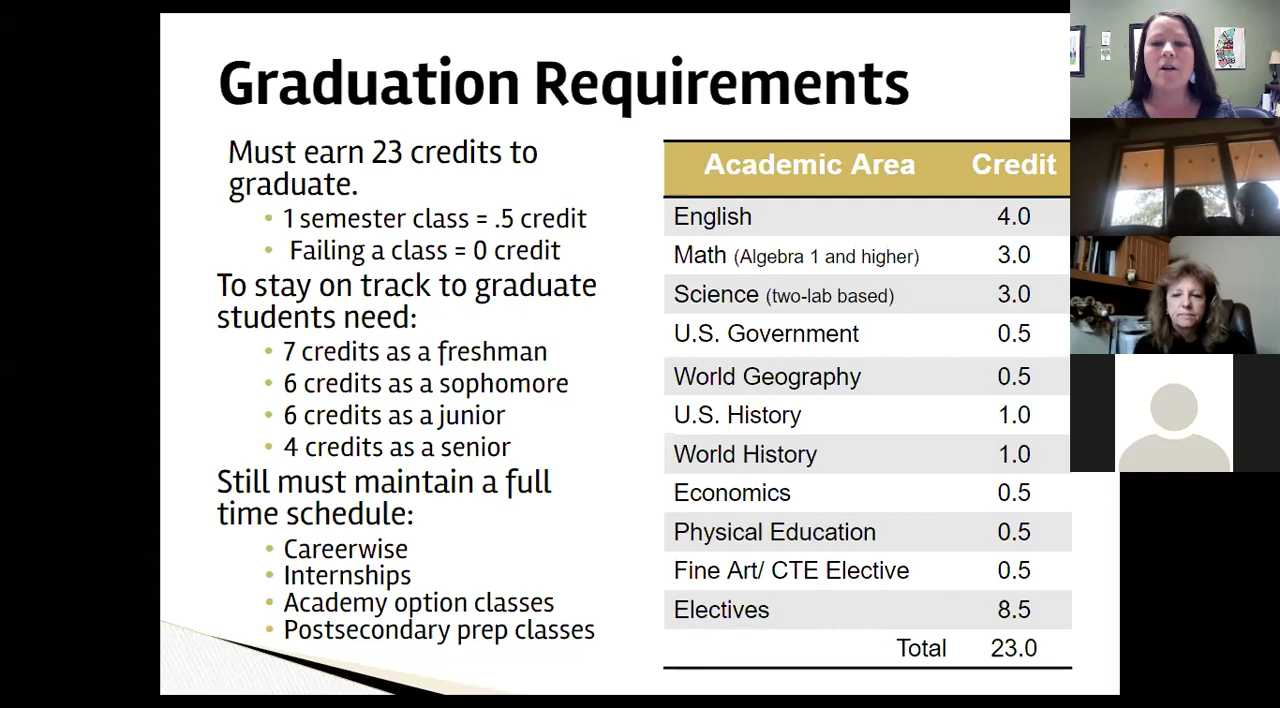 Graduation Requirements
Must earn 23 credits to
graduate.
• 1 semester class = .5 credit
• Failing a class = 0 credit
To stay on track to graduate
students need:
• 7 credits as a freshman
• 6 credits as a sophomore
• 6 credits as a junior
• 4 credits as a senior
Still must maintain a full
time schedule:
• Careerwise
• Internships
• Academy option classes
• Postsecondary prep classes
Academic Area Credit
English 4.0
Math (Algebra 1 and higher) 3.0
Science (two-lab based) 3.0
U.S. Government 0.5
World Geography 0.5
U.S. History 1.0
World History 1.0
Economics 0.5
Physical Education 0.5
Fine Art/ CTE Elective 0.5
Electives 8.5
Total 23.0